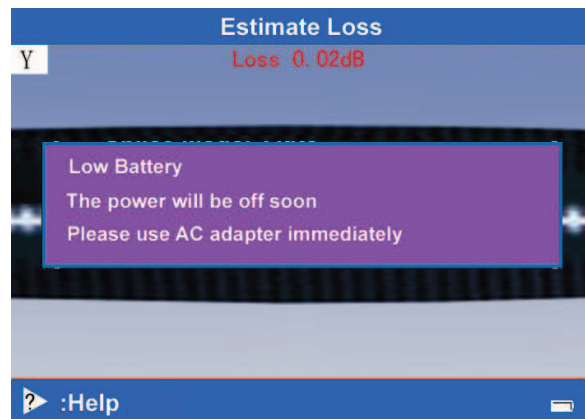 Estimate Loss
Y
Loss 0.02dB
Low Battery
The power will be off soon
Please use AC adapter immediately
? :Help